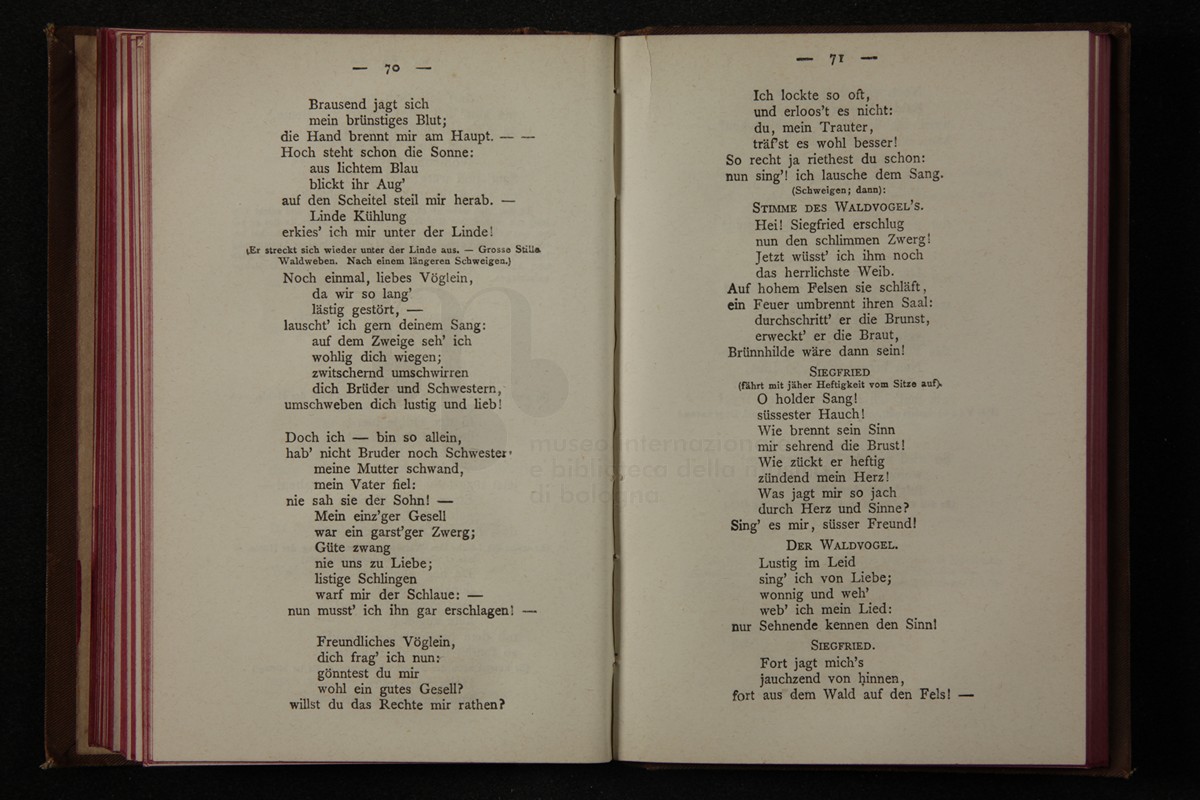 — 70 —
Brausend jagt sich
mein brünstiges Blut;
die Hand brennt mir am Haupt. — —
Hoch steht schon die Sonne:
aus lichtem Blau
blickt ihr Aug'
auf den Scheitel steil mir herab. —
Linde Kühlung
erkies' ich mir unter der Linde!
(Er streckt sich wieder unter der Linde aus. — Grosse Stille.
Waldweben. Nach einem längeren Schweigen.)
Noch einmal, liebes Vöglein,
da wir so lang'
lästig gestört, —
lauscht' ich gern deinem Sang:
auf dem Zweige seh' ich
wohlig dich wiegen;
zwitschernd umschwirren
dich Brüder und Schwestern,
umschweben dich lustig und lieb!
Doch ich — bin so allein,
hab' nicht Bruder noch Schwester,
meine Mutter schwand,
mein Vater fiel:
nie sah sie der Sohn! —
Mein einz'ger Gesell
war ein garst'ger Zwerg;
Güte zwang
nie uns zu Liebe;
listige Schlingen
warf mir der Schlaue: —
nun musst' ich ihn gar erschlagen! —
Freundliches Vöglein,
dich frag' ich nun:
gönntest du mir
wohl ein gutes Gesell?
willst du das Rechte mir rathen?
— 71 —
Ich lockte so oft,
und erloos't es nicht:
du, mein Trauter,
träf'st es wohl besser!
So recht ja riethest du schon:
nun sing'! ich lausche dem Sang.
(Schweigen; dann):
STIMME DES WALDVOGEL'S.
Hei! Siegfried erschlug
nun den schlimmen Zwerg!
Jetzt wüsst' ich ihm noch
das herrlichste Weib.
Auf hohem Felsen sie schläft,
ein Feuer umbrennt ihren Saal:
durchschritt' er die Brunst,
erweckt' er die Braut,
Brünnhilde wäre dann sein!
SIEGFRIED
(fährt mit jäher Heftigkeit vom Sitze auf).
O holder Sang!
süssester Hauch!
Wie brennt sein Sinn
mir sehrend die Brust!
Wie zückt er heftig
zündend mein Herz!
Was jagt mir so jach
durch Herz und Sinne?
Sing' es mir, süsser Freund!
DER WALDVOGEL.
Lustig im Leid
sing' ich von Liebe;
wonnig und weh'
web' ich mein Lied:
nur Sehnende kennen den Sinn!
SIEGFRIED.
Fort jagt mich's
jauchzend von hinnen,
fort aus dem Wald auf den Fels! —
museo internazion
e biblioteca della m
di bologna